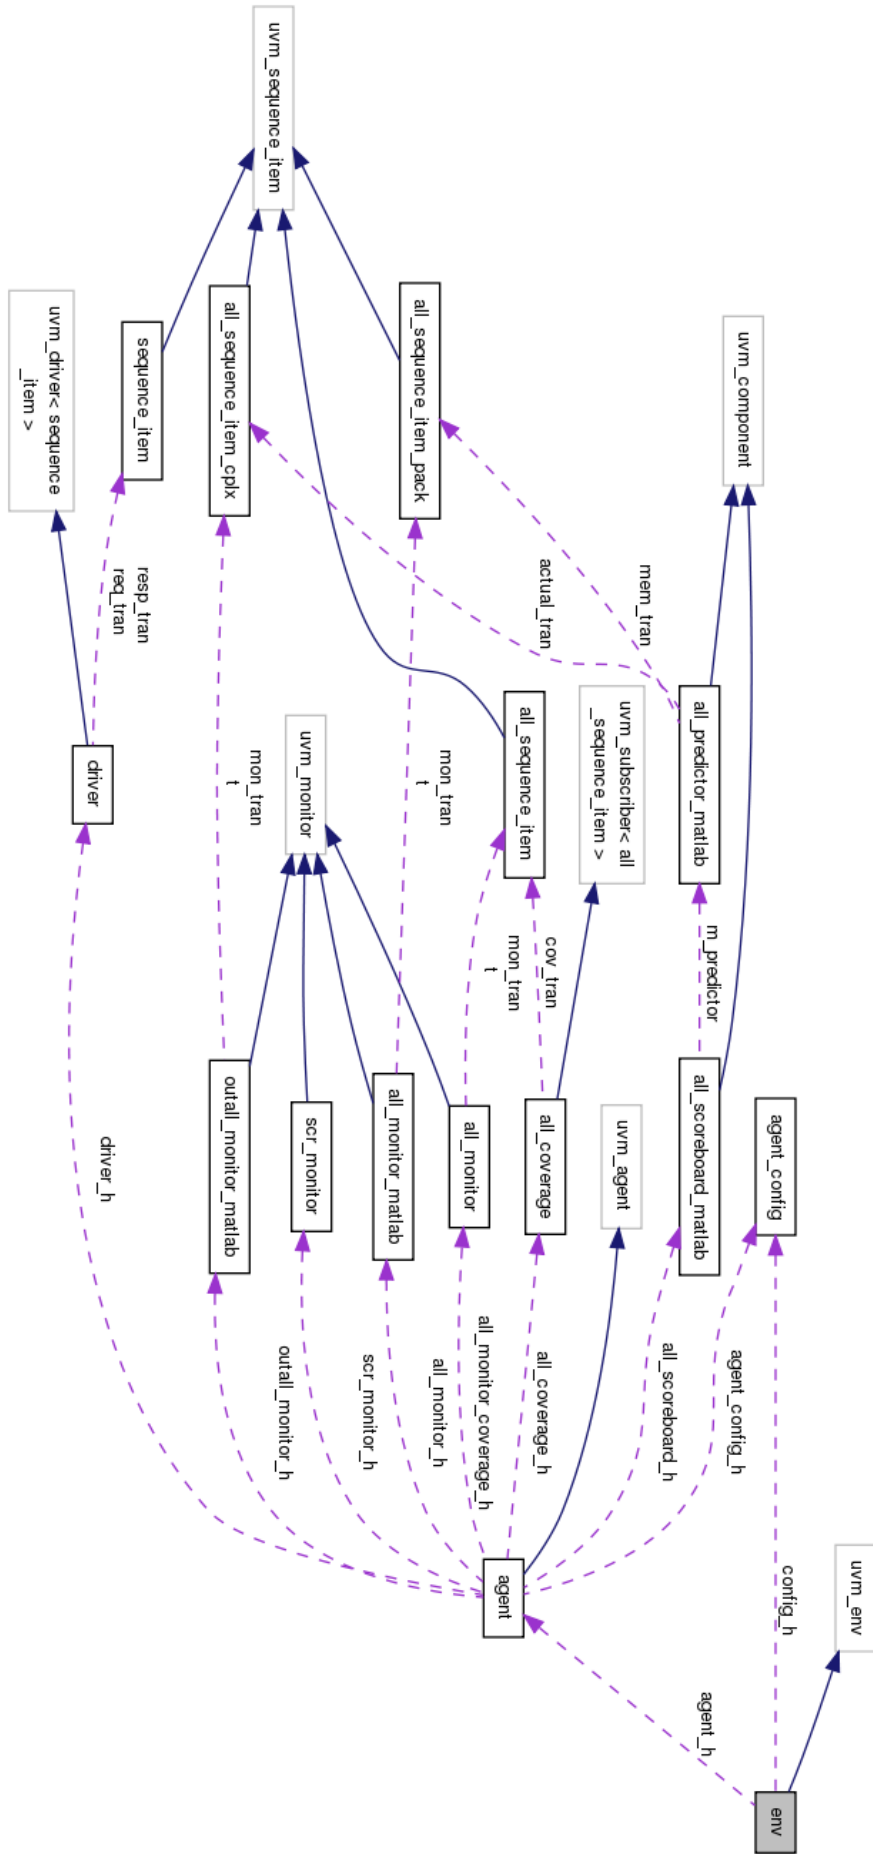 uvm_sequence_item
uvm_driver< sequence
_item >
sequence_item
all_sequence_item_cplx
all_sequence_item_pack
uvm_component
resp_tran
req_tran
actual_tran
mem_tran
driver
mon_tran
t
uvm_monitor
mon_tran
t
all_sequence_item
uvm_subscriber< all
_sequence_item >
all_predictor_matlab
cov_tran
mon_tran
t
m_predictor
outall_monitor_matlab
scr_monitor
all_monitor_matlab
all_monitor
all_coverage
uvm_agent
all_scoreboard_matlab
agent_config
driver_h
outall_monitor_h
scr_monitor_h
all_monitor_h
all_monitor_coverage_h
all_coverage_h
all_scoreboard_h
agent_config_h
agent
config_h
uvm_env
agent_h
env